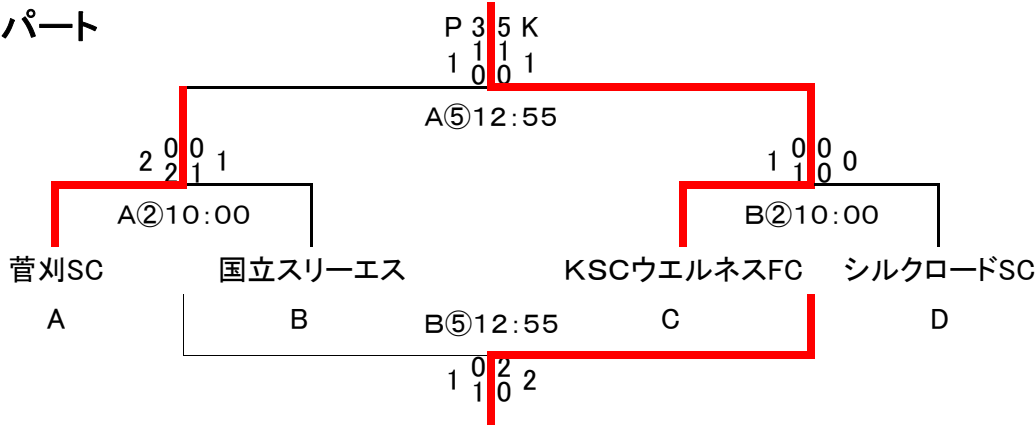 パート
P 3 5 K
1 1 1 1
0 0
A⑤12:55
2 0 0 1
2 1
1 0 0 0
1 0
A②10:00
B②10:00
菅刈SC
国立スリーエス
KSCウエルネスFC
シルクロードSC
A
B
B⑤12:55
C
D
1 0 2 2
1 0